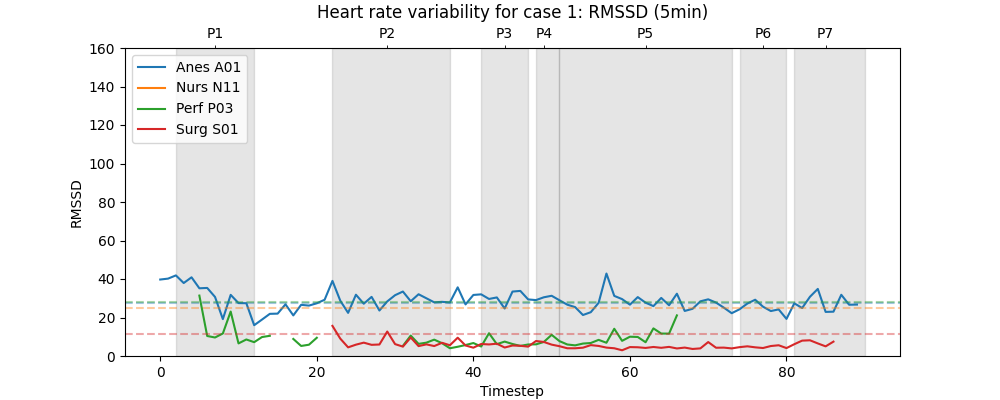 Heart rate variability for case 1: RMSSD (5min)
P1 P2 P3 P4 P5 P6 P7
160
140
120
100
80
60
40
20
0
RMSSD
Anes A01
Nurs N11
Perf P03
Surg S01
0 20 40 60 80
Timestep